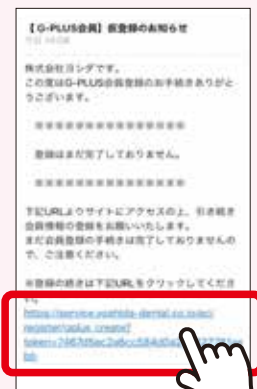 【G-PLUS会員】仮登録のお知らせ
株式会社ヨシダです。
この度はG-PLUS会員登録のお手続きありがと
うございます。
＊＊＊＊＊＊＊＊＊＊＊＊＊＊＊
登録はまだ完了しておりません。
＊＊＊＊＊＊＊＊＊＊＊＊＊＊＊
下記URLよりサイトにアクセスの上、引き続き
会員情報の登録をお願いいたします。
まだ会員登録の手続きは完了しておりませんの
で、ご注意ください。
※登録の続きは下記URLをクリックしてくださ
い。
https://service.yoshida-dental.co.jp/ec/